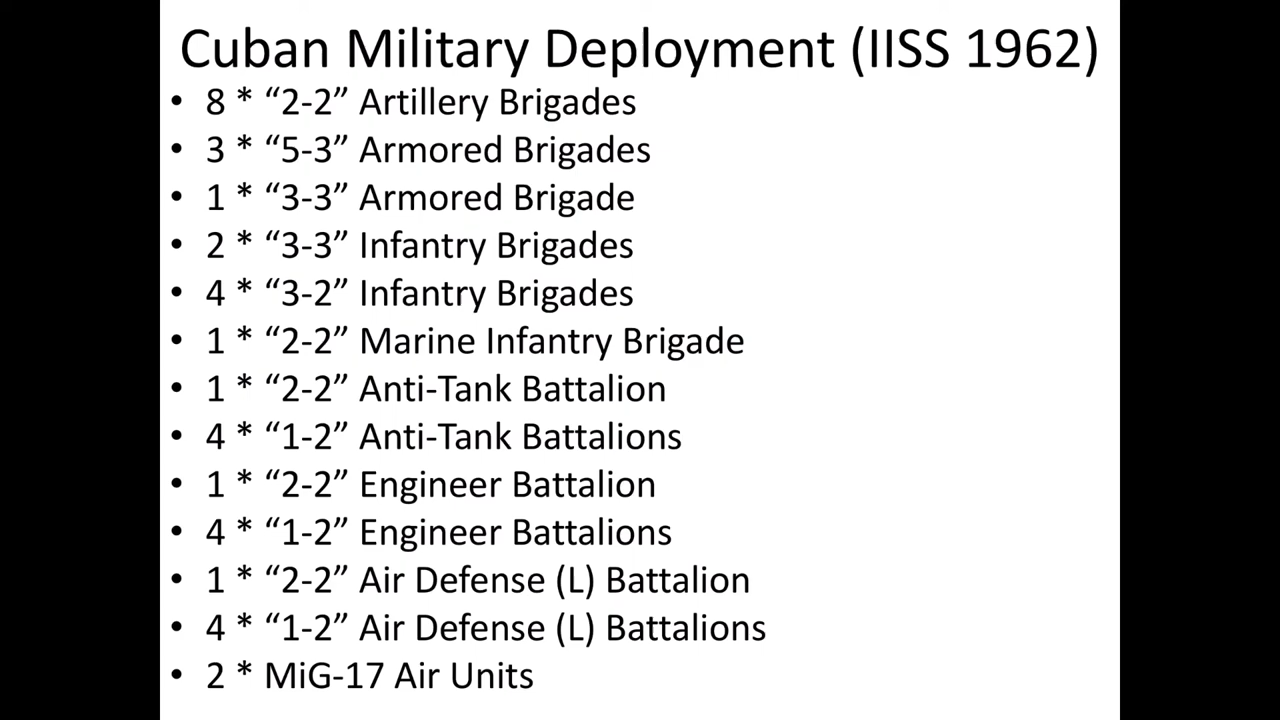 Cuban Military Deployment (IISS 1962)
• 8 * “2-2” Artillery Brigades
• 3 * “5-3” Armored Brigades
• 1 * “3-3” Armored Brigade
• 2 * “3-3” Infantry Brigades
• 4 * “3-2” Infantry Brigades
• 1 * “2-2” Marine Infantry Brigade
• 1 * “2-2” Anti-Tank Battalion
• 4 * “1-2” Anti-Tank Battalions
• 1 * “2-2” Engineer Battalion
• 4 * “1-2” Engineer Battalions
• 1 * “2-2” Air Defense (L) Battalion
• 4 * “1-2” Air Defense (L) Battalions
• 2 * MiG-17 Air Units